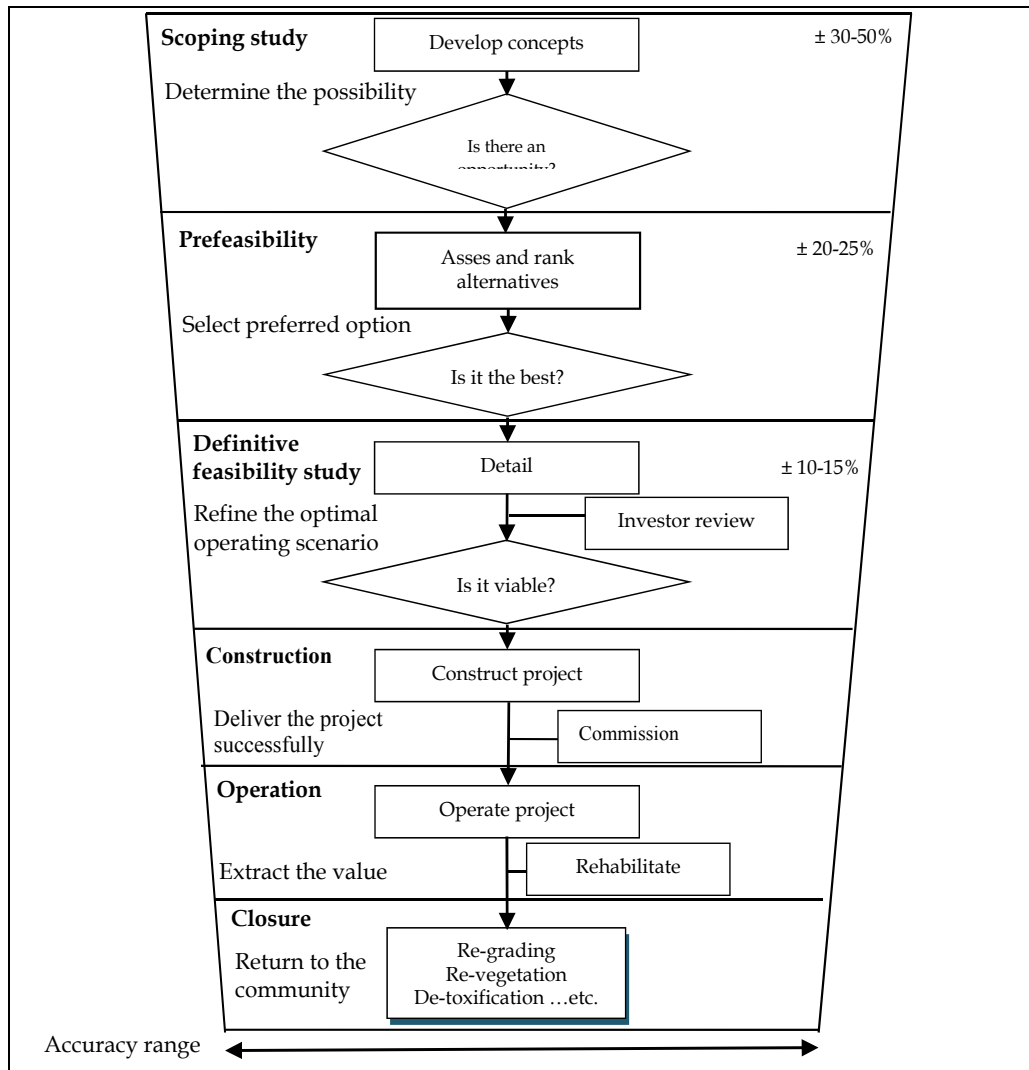 Scoping study
Develop concepts
± 30-50%
Determine the possibility
Is there an
opportunity?
Prefeasibility
Asses and rank
alternatives
± 20-25%
Select preferred option
Is it the best?
Definitive
feasibility study
Detail
± 10-15%
Investor review
Refine the optimal
operating scenario
Is it viable?
Construction
Construct project
Deliver the project
successfully
Commission
Operation
Operate project
Extract the value
Rehabilitate
Closure
Re-grading
Re-vegetation
De-toxification ...etc.
Return to the
community
Accuracy range